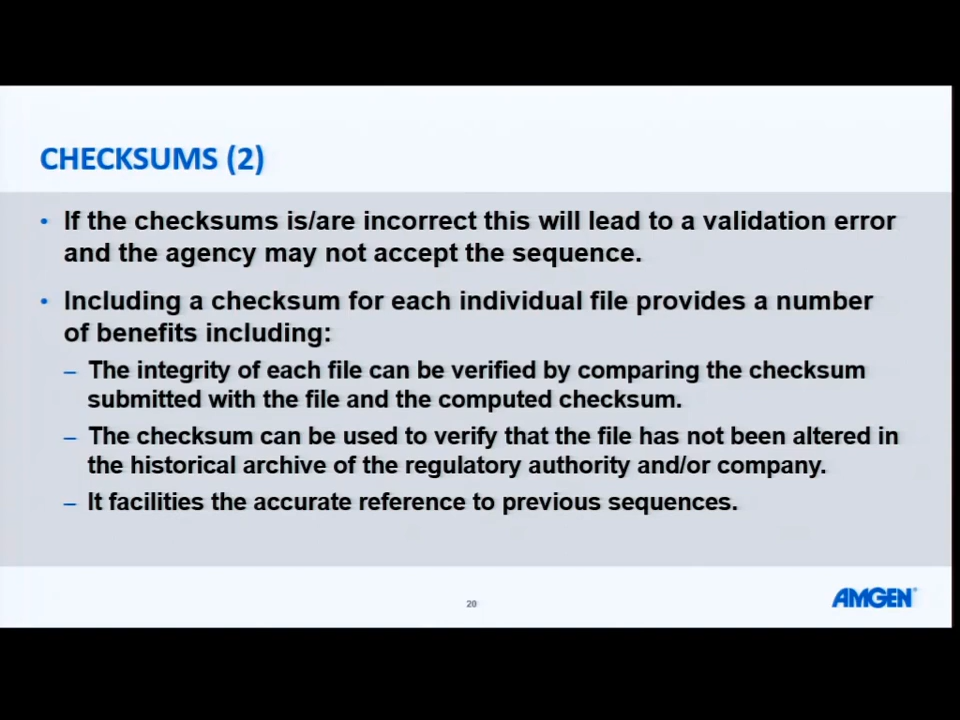 CHECKSUMS (2)
• If the checksums is/are incorrect this will lead to a validation error
and the agency may not accept the sequence.
• Including a checksum for each individual file provides a number
of benefits including:
– The integrity of each file can be verified by comparing the checksum
submitted with the file and the computed checksum.
– The checksum can be used to verify that the file has not been altered in
the historical archive of the regulatory authority and/or company.
– It facilities the accurate reference to previous sequences.
20
AMGEN®